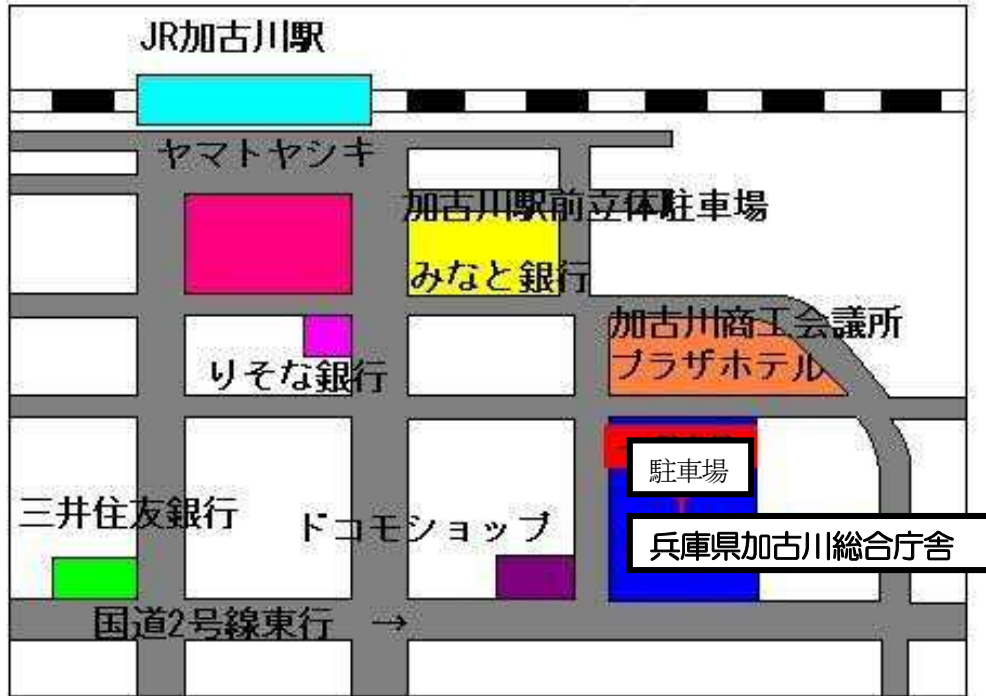 JR加古川駅
ヤマトヤシキ
加古川駅前立体駐車場
みなと銀行
加古川商工会議所
プラザホテル
りそな銀行
駐車場
三井住友銀行
ドコモショップ
兵庫県加古川総合庁舎
国道2号線東行 →